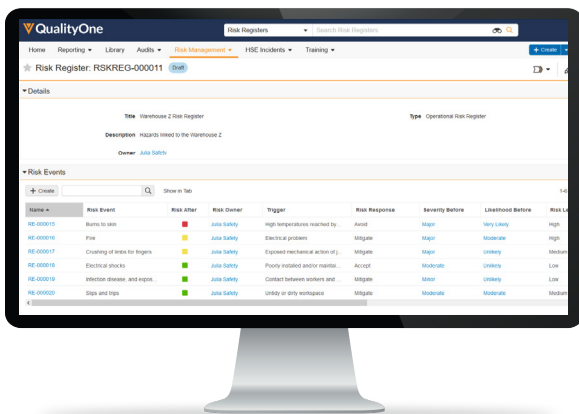 QualityOne
Risk Registers Search Risk Registers
Home Reporting Library Audits Risk Management HSE Incidents Training + Create
Risk Register: RSKREG-000011 Draft
Details
Title Warehouse Z Risk Register Type Operational Risk Register
Description Hazards linked to the Warehouse Z
Owner Julia Safety
Risk Events
+ Create Show in Tab 1-6
Name Risk Event Risk After Risk Owner Trigger Risk Response Severity Before Likelihood Before Risk Le
RE-000015 Burns to skin Julia Safety High temperatures reached by... Avoid Major Very Likely High
RE-000016 Fire Julia Safety Electrical problem Mitigate Major Moderate High
RE-000017 Crushing of limbs or fingers Julia Safety Exposed mechanical action of j... Mitigate Major Unlikely Medium
RE-000018 Electrical shocks Julia Safety Poorly installed and/or maintai... Accept Moderate Unlikely Low
RE-000019 Infection disease, and expos... Julia Safety Contact between workers and ... Mitigate Minor Unlikely Low
RE-000020 Slips and trips Julia Safety Untidy or dirty workspace Mitigate Moderate Moderate Medium